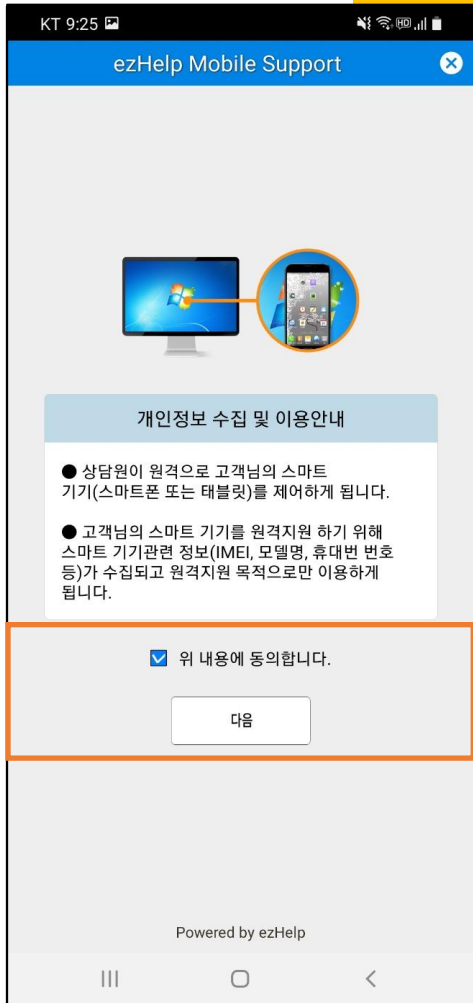 KT 9:25
ezHelp Mobile Support
개인정보 수집 및 이용안내
● 상담원이 원격으로 고객님의 스마트
기기(스마트폰 또는 태블릿)를 제어하게 됩니다.
● 고객님의 스마트 기기를 원격지원 하기 위해
스마트 기기관련 정보(IMEI, 모델명, 휴대번 번호
등)가 수집되고 원격지원 목적으로만 이용하게
됩니다.
위 내용에 동의합니다.
다음
Powered by ezHelp